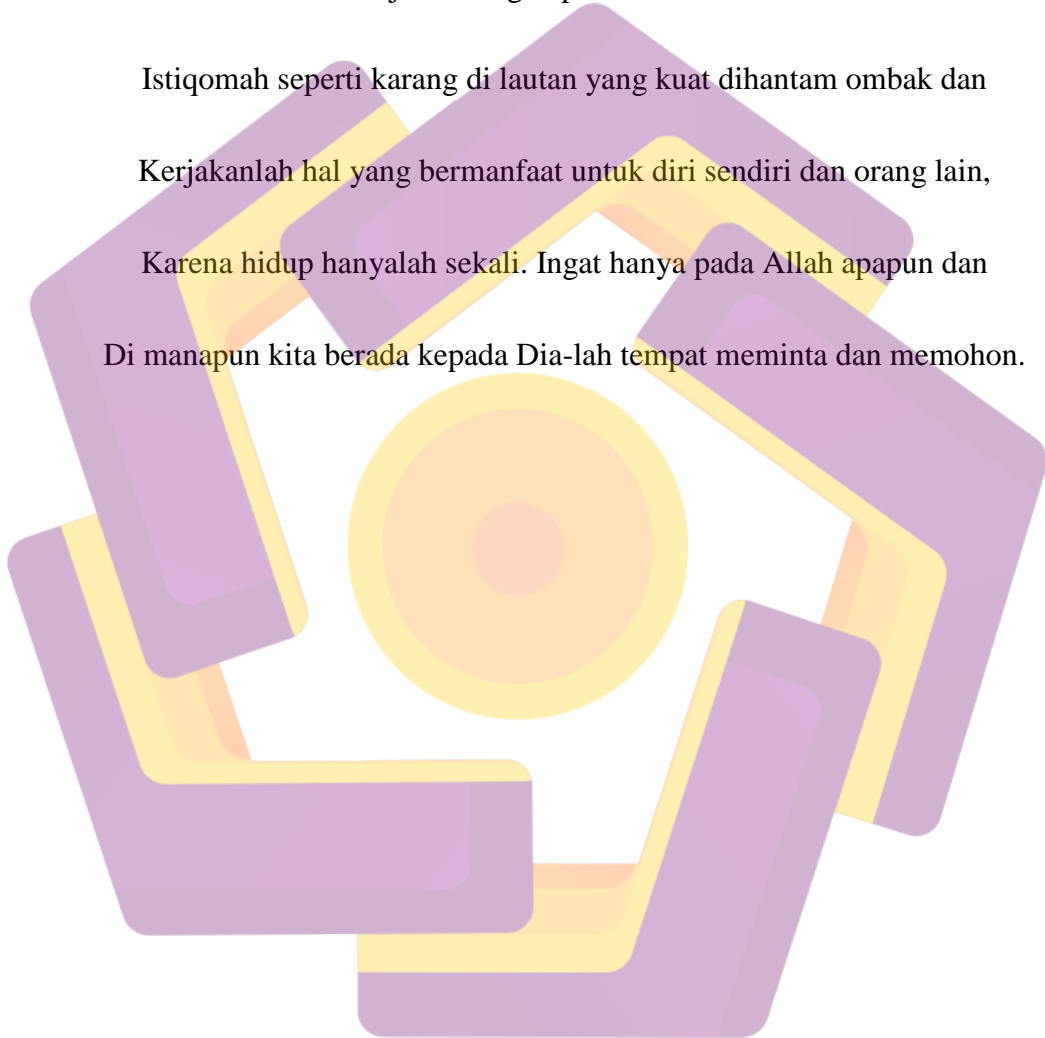 Istiqomah seperti karang di lautan yang kuat dihantam ombak dan
Kerjakanlah hal yang bermanfaat untuk diri sendiri dan orang lain,
Karena hidup hanyalah sekali. Ingat hanya pada Allah apapun dan
Di manapun kita berada kepada Dia-lah tempat meminta dan memohon.